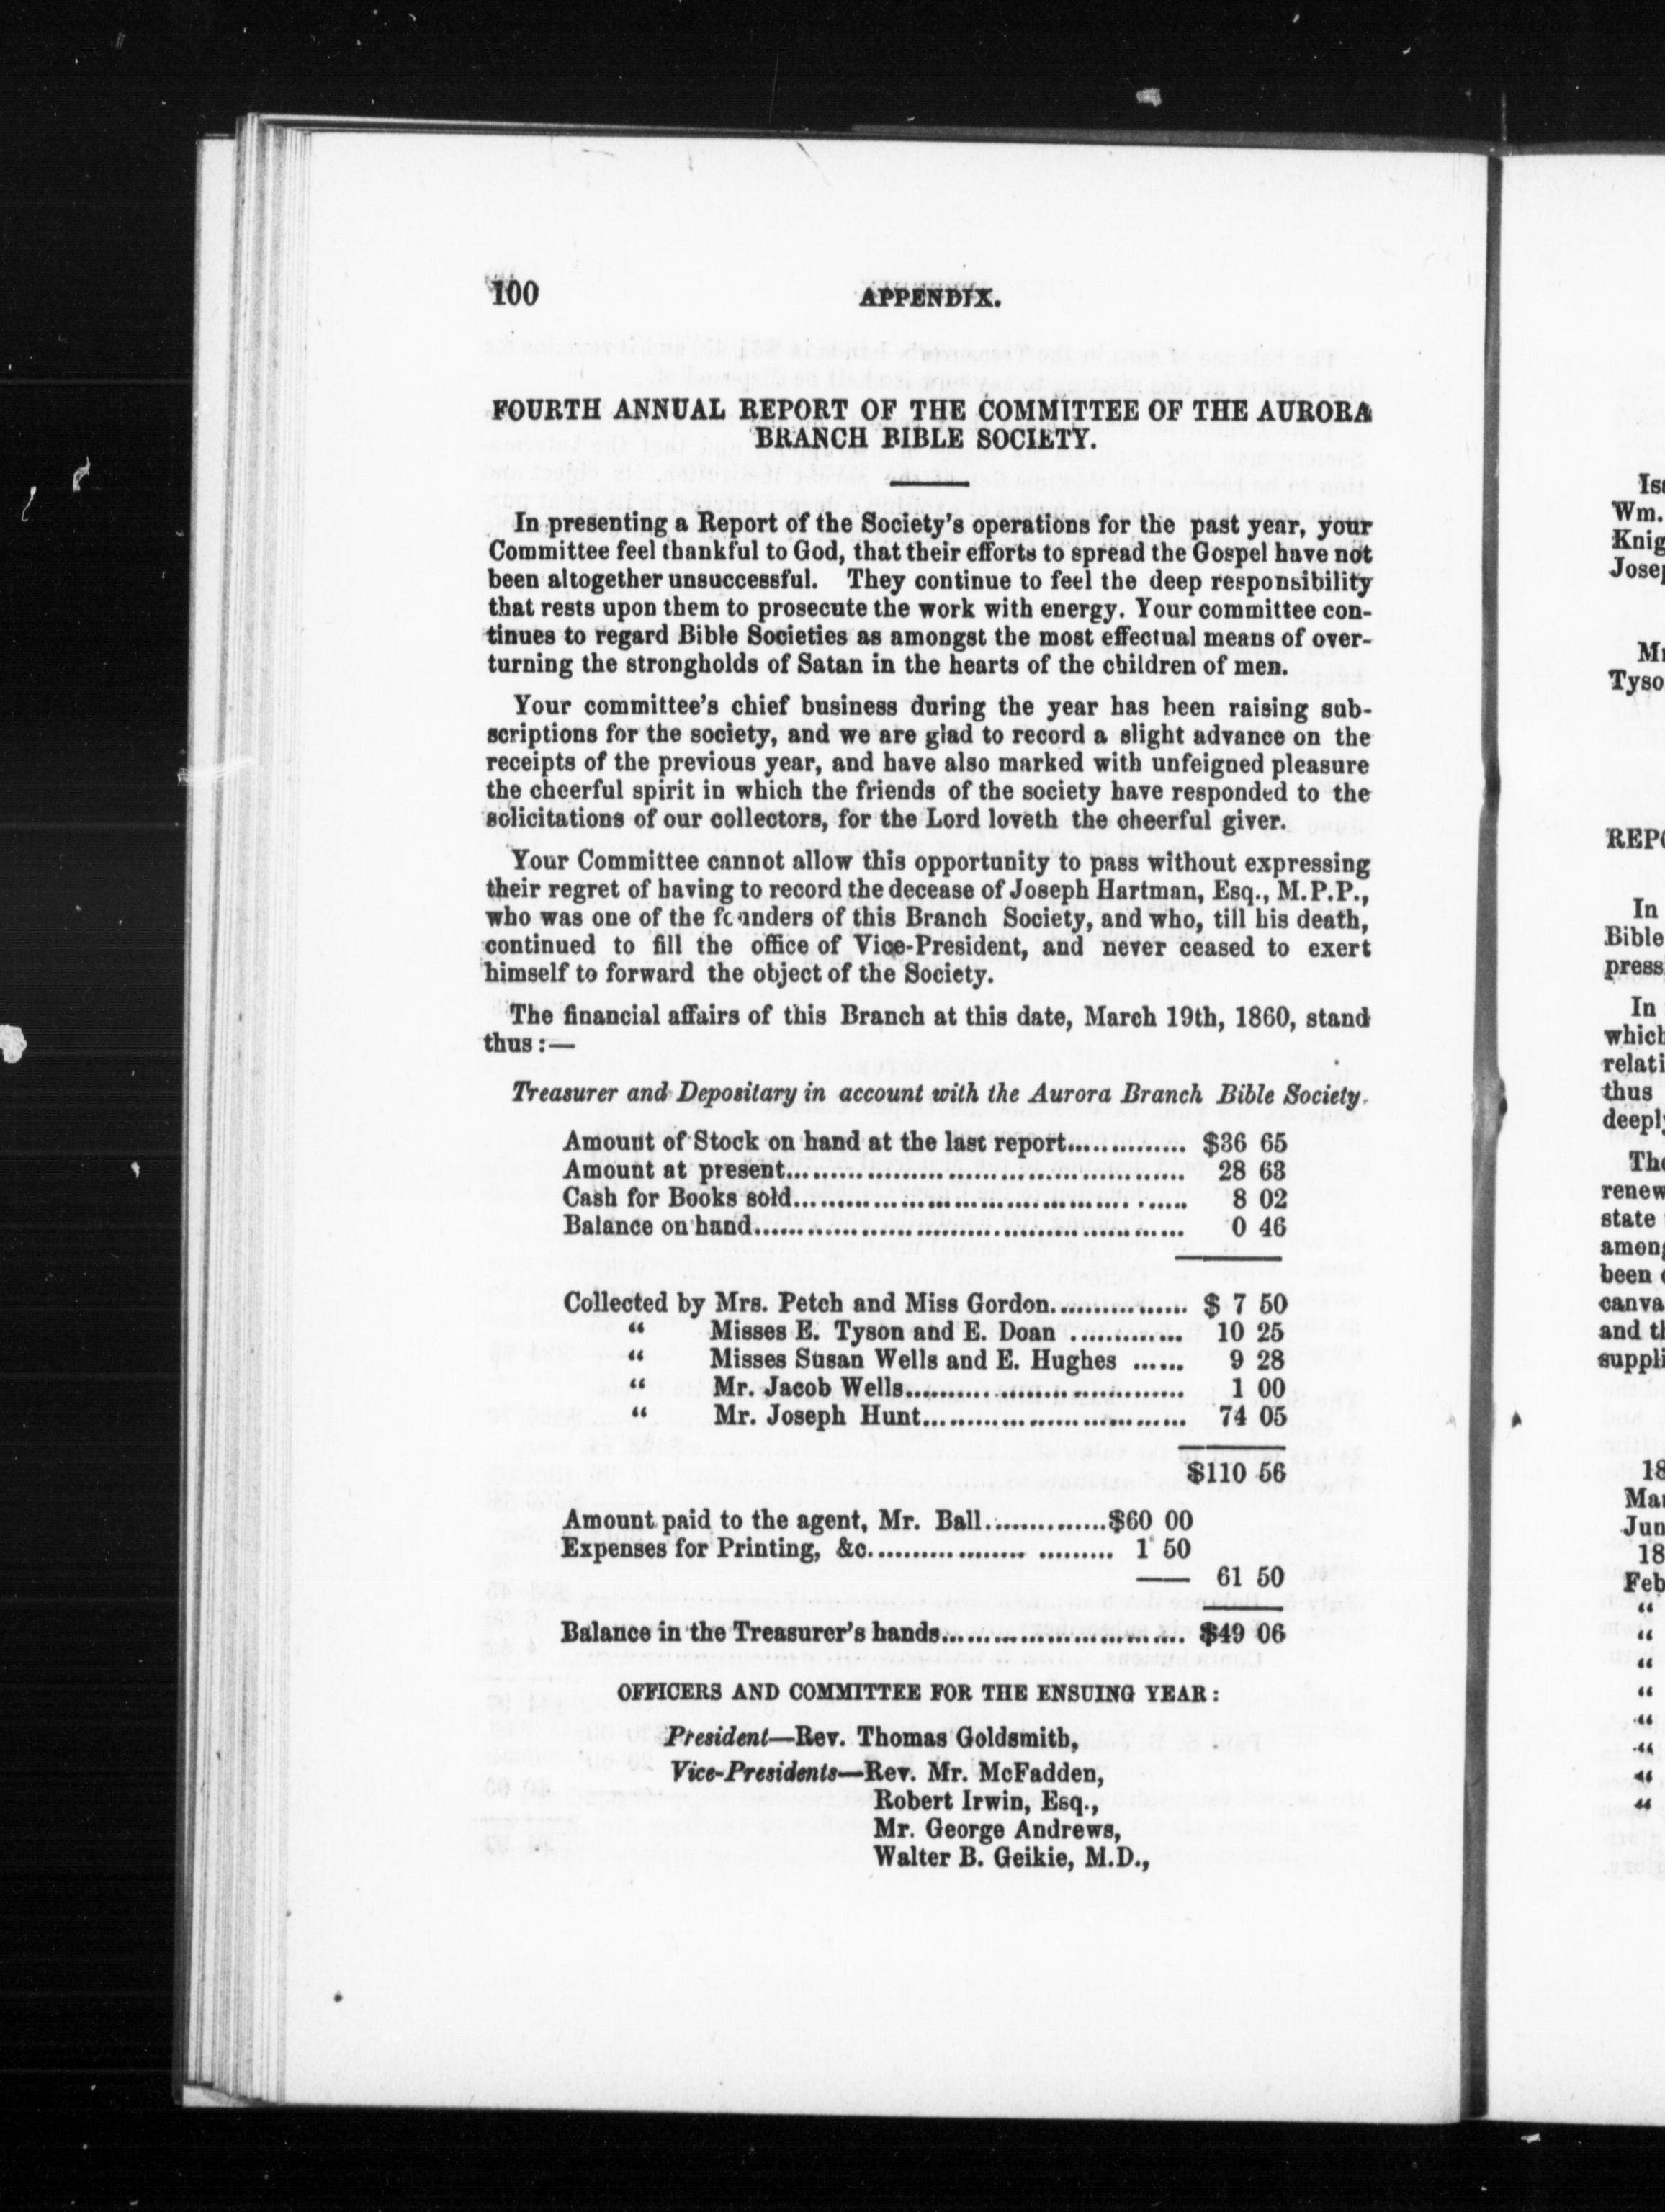 100 APPENDIX.
FOURTH ANNUAL REPORT OF THE COMMITTEE OF THE AURORA
BRANCH BIBLE SOCIETY.
In presenting a Report of the Society's operations for the past year, your
Committee feel thankful to God, that their efforts to spread the Gospel have not
been altogether unsuccessful. They continue to feel the deep responsibility
that rests upon them to prosecute the work with energy. Your committee con-
tinues to regard Bible Societies as amongst the most effectual means of over-
turning the strongholds of Satan in the hearts of the children of men.
Your committee's chief business during the year has been raising sub-
scriptions for the society, and we are glad to record a slight advance on the
receipts of the previous year, and have also marked with unfeigned pleasure
the cheerful spirit in which the friends of the society have responded to the
solicitations of our collectors, for the Lord loveth the cheerful giver.
Your Committee cannot allow this opportunity to pass without expressing
their regret of having to record the decease of Joseph Hartman, Esq., M.P.P.,
who was one of the founders of this Branch Society, and who, till his death,
continued to fill the office of Vice-President, and never ceased to exert
himself to forward the object of the Society.
The financial affairs of this Branch at this date, March 19th, 1860, stand
thus:—
Treasurer and Depositary in account with the Aurora Branch Bible Society.
Amount of Stock on hand at the last report.............. $36 65
Amount at present.............................................. 28 63
Cash for Books sold............................................. 8 02
Balance on hand................................................. 0 46
Collected by Mrs. Petch and Miss Gordon................ $ 7 50
“ Misses E. Tyson and E. Doan ............. 10 25
“ Misses Susan Wells and E. Hughes ...... 9 28
“ Mr. Jacob Wells................................ 1 00
“ Mr. Joseph Hunt.............................. 74 05
$110 56
Amount paid to the agent, Mr. Ball..............$60 00
Expenses for Printing, &c............................ 1 50
—— 61 50
Balance in the Treasurer's hands............................ $49 06
OFFICERS AND COMMITTEE FOR THE ENSUING YEAR:
President—Rev. Thomas Goldsmith,
Vice-Presidents—Rev. Mr. McFadden,
Robert Irwin, Esq.,
Mr. George Andrews,
Walter B. Geikie, M.D.,
Wm.
In
Bible
In
thus
state
been
18
18
“
“
“
“
“
“
“
“